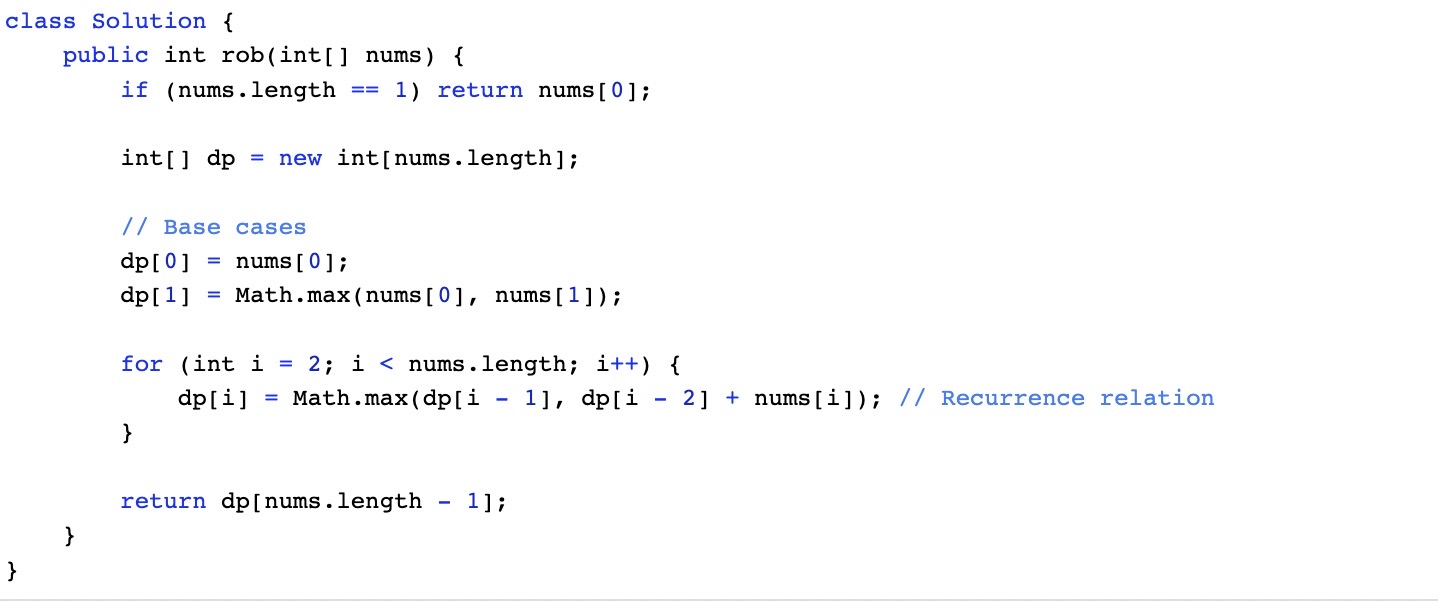 class Solution {
    public int rob(int[] nums) {
        if (nums.length == 1) return nums[0];

        int[] dp = new int[nums.length];

        // Base cases
        dp[0] = nums[0];
        dp[1] = Math.max(nums[0], nums[1]);

        for (int i = 2; i < nums.length; i++) {
            dp[i] = Math.max(dp[i - 1], dp[i - 2] + nums[i]); // Recurrence relation
        }

        return dp[nums.length - 1];
    }
}